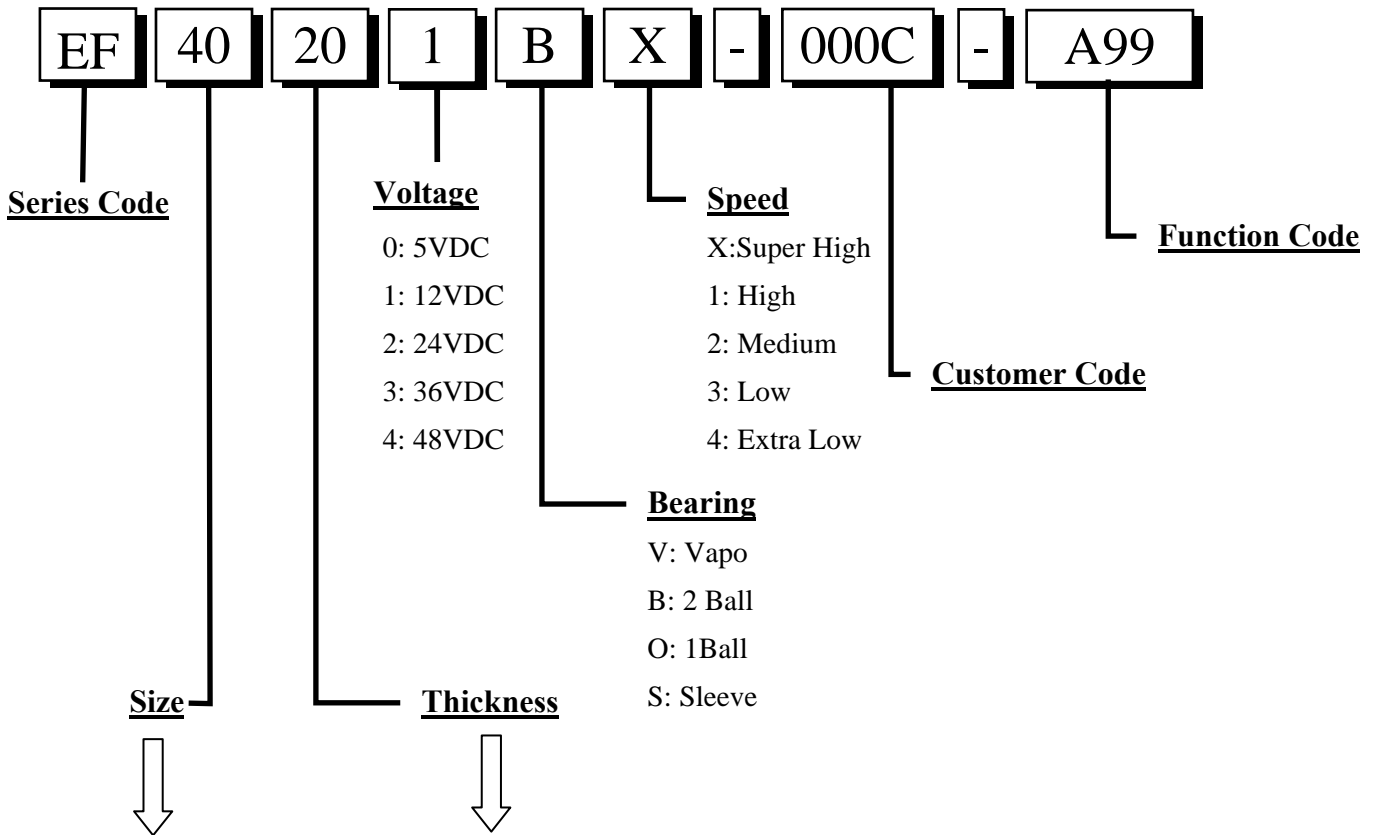 EF 40 20 1 B X - 000C - A99
Series Code
Voltage
0: 5VDC
1: 12VDC
2: 24VDC
3: 36VDC
4: 48VDC
Speed
X:Super High
1: High
2: Medium
3: Low
4: Extra Low
Function Code
Customer Code
Bearing
V: Vapo
B: 2 Ball
O: 1Ball
S: Sleeve
Size
Thickness